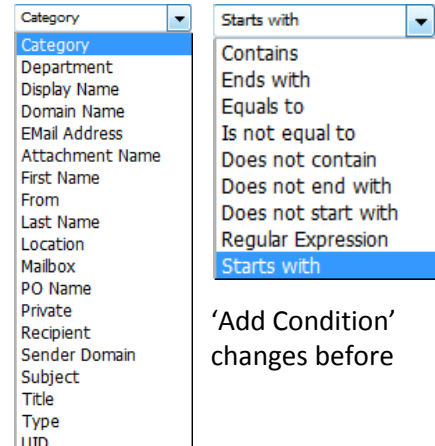 Category
Category
Department
Display Name
Domain Name
EMail Address
Attachment Name
First Name
From
Last Name
Location
Mailbox
PO Name
Private
Recipient
Sender Domain
Subject
Title
Type
UID
Starts with
Contains
Ends with
Equals to
Is not equal to
Does not contain
Does not end with
Does not start with
Regular Expression
Starts with
‘Add Condition’
changes before